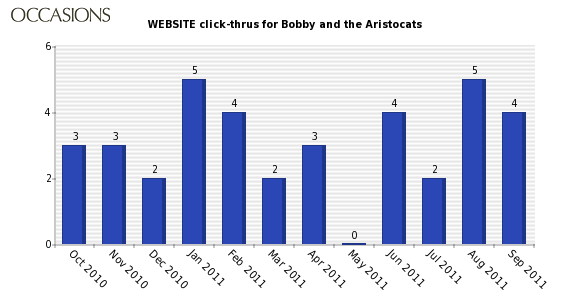 OCCASIONS
WEBSITE click-thrus for Bobby and the Aristocats
6
4
2
0
3
3
2
5
4
2
3
0
4
2
5
4
Oct 2010
Nov 2010
Dec 2010
Jan 2011
Feb 2011
Mar 2011
Apr 2011
May 2011
Jun 2011
Jul 2011
Aug 2011
Sep 2011